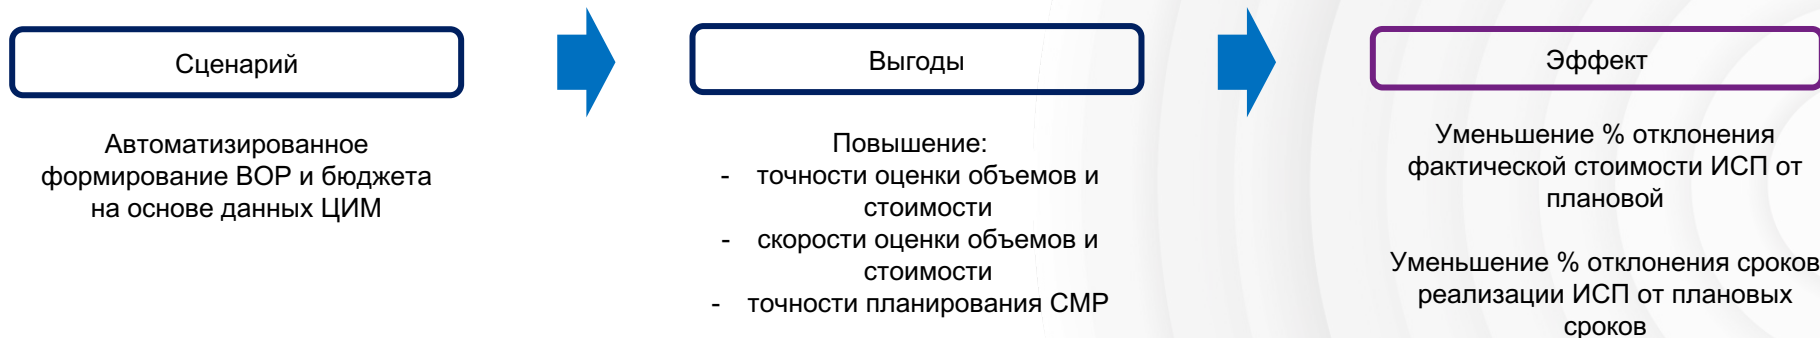 Сценарий
Автоматизированное
формирование ВОР и бюджета
на основе данных ЦИМ
Выгоды
Повышение:
- точности оценки объемов и
стоимости
- скорости оценки объемов и
стоимости
- точности планирования СМР
Эффект
Уменьшение % отклонения
фактической стоимости ИСП от
плановой
Уменьшение % отклонения сроков
реализации ИСП от плановых
сроков